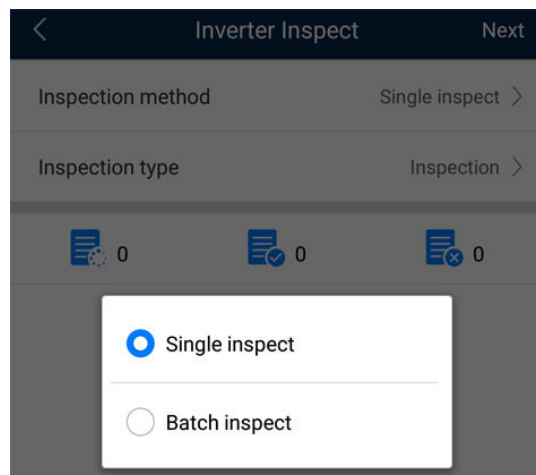 Inverter Inspect Next
Inspection method Single inspect
Inspection type Inspection
0 0 0
Single inspect
Batch inspect